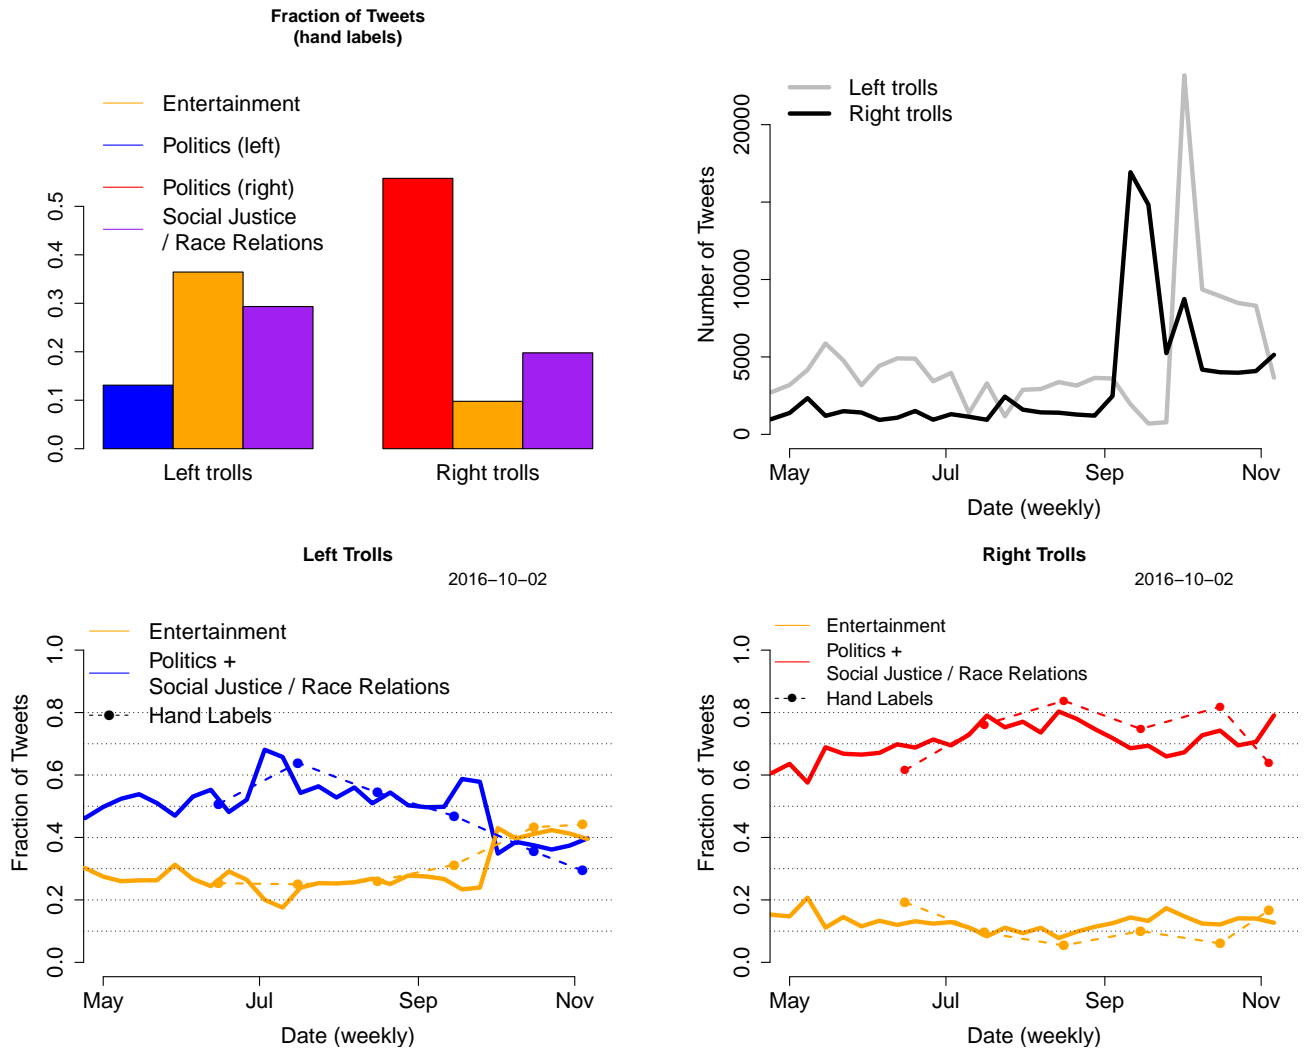 Fraction of Tweets
(hand labels)
Entertainment
Politics (left)
Politics (right)
Social Justice
/ Race Relations
0.5
0.4
0.3
0.2
0.1
0.0
Left trolls
Right trolls
Left trolls
Right trolls
Number of Tweets
20000
10000
5000
0
May
Jul
Sep
Nov
Date (weekly)
Left Trolls
2016−10−02
Entertainment
Politics +
Social Justice / Race Relations
Hand Labels
Fraction of Tweets
1.0
0.8
0.6
0.4
0.2
0.0
May
Jul
Sep
Nov
Date (weekly)
Right Trolls
2016−10−02
Entertainment
Politics +
Social Justice / Race Relations
Hand Labels
Fraction of Tweets
1.0
0.8
0.6
0.4
0.2
0.0
May
Jul
Sep
Nov
Date (weekly)